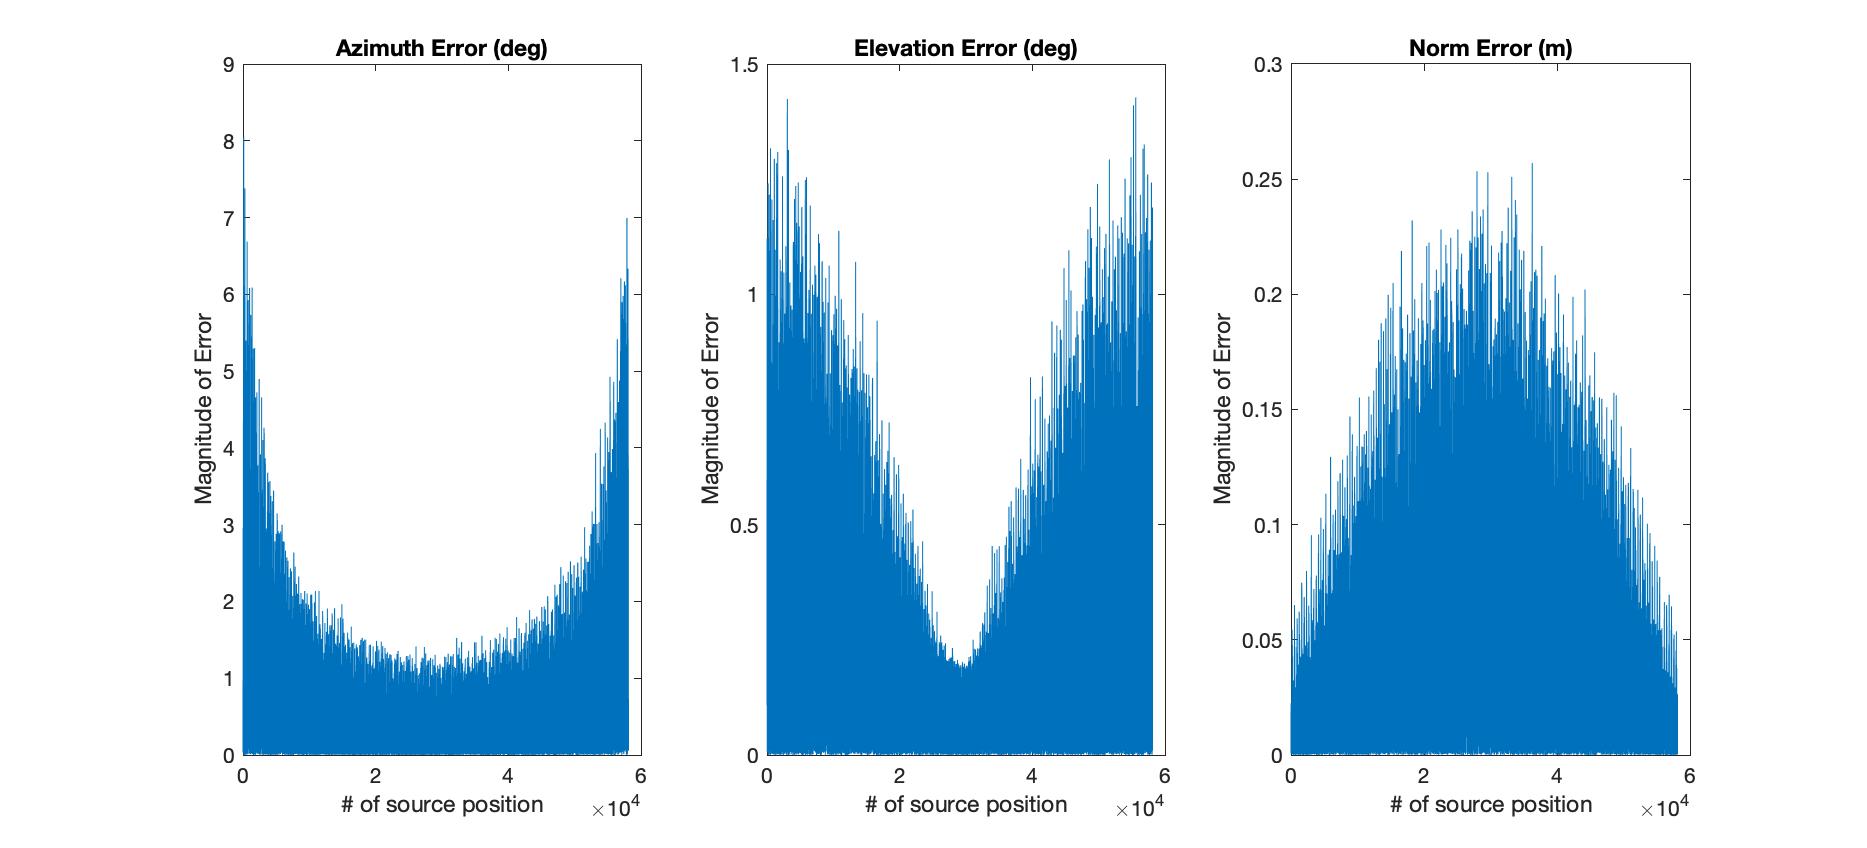 Azimuth Error (deg)
9
8
7
6
5
4
3
2
1
0
Magnitude of Error
0 2 4 6
# of source position
×10^4
Elevation Error (deg)
1.5
1
0.5
0
Magnitude of Error
0 2 4 6
# of source position
×10^4
Norm Error (m)
0.3
0.25
0.2
0.15
0.1
0.05
0
Magnitude of Error
0 2 4 6
# of source position
×10^4